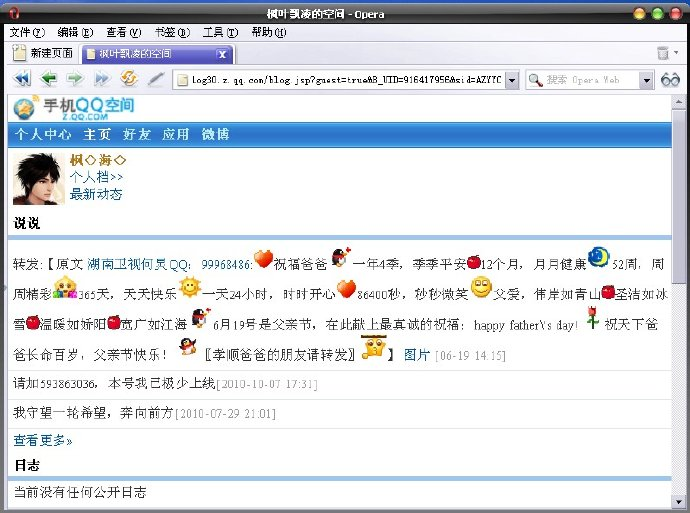 枫叶飘凌的空间 - Opera
文件(F) 编辑(E) 查看(V) 书签(B) 工具(T) 帮助(H)
新建页面 枫叶飘凌的空间
log30.z.qq.com/blog.jsp?guest=true&B_UID=916417956&sid=AZYYC 搜索 Opera Web
手机QQ空间
Z.QQ.COM
个人中心 主页 好友 应用 微博
枫◇海◇
个人档>>
最新动态
说说
转发:【原文 湖南卫视何炅QQ: 99968486:祝福爸爸 一年4季，季季平安12个月，月月健康 52周，周
周精彩365天，天天快乐一天24小时，时时开心86400秒，秒秒微笑父爱，伟岸如青山圣洁如冰
雪温暖如娇阳宽广如江海 6月19号是父亲节，在此献上最真诚的祝福: happy father\'s day! 祝天下爸
爸长命百岁，父亲节快乐! 〖孝顺爸爸的朋友请转发〗】 图片 [06-19 14:15]
请加593863036，本号我已极少上线[2010-10-07 17:31]
我守望一轮希望，奔向前方[2010-07-29 21:01]
查看更多»
日志
当前没有任何公开日志